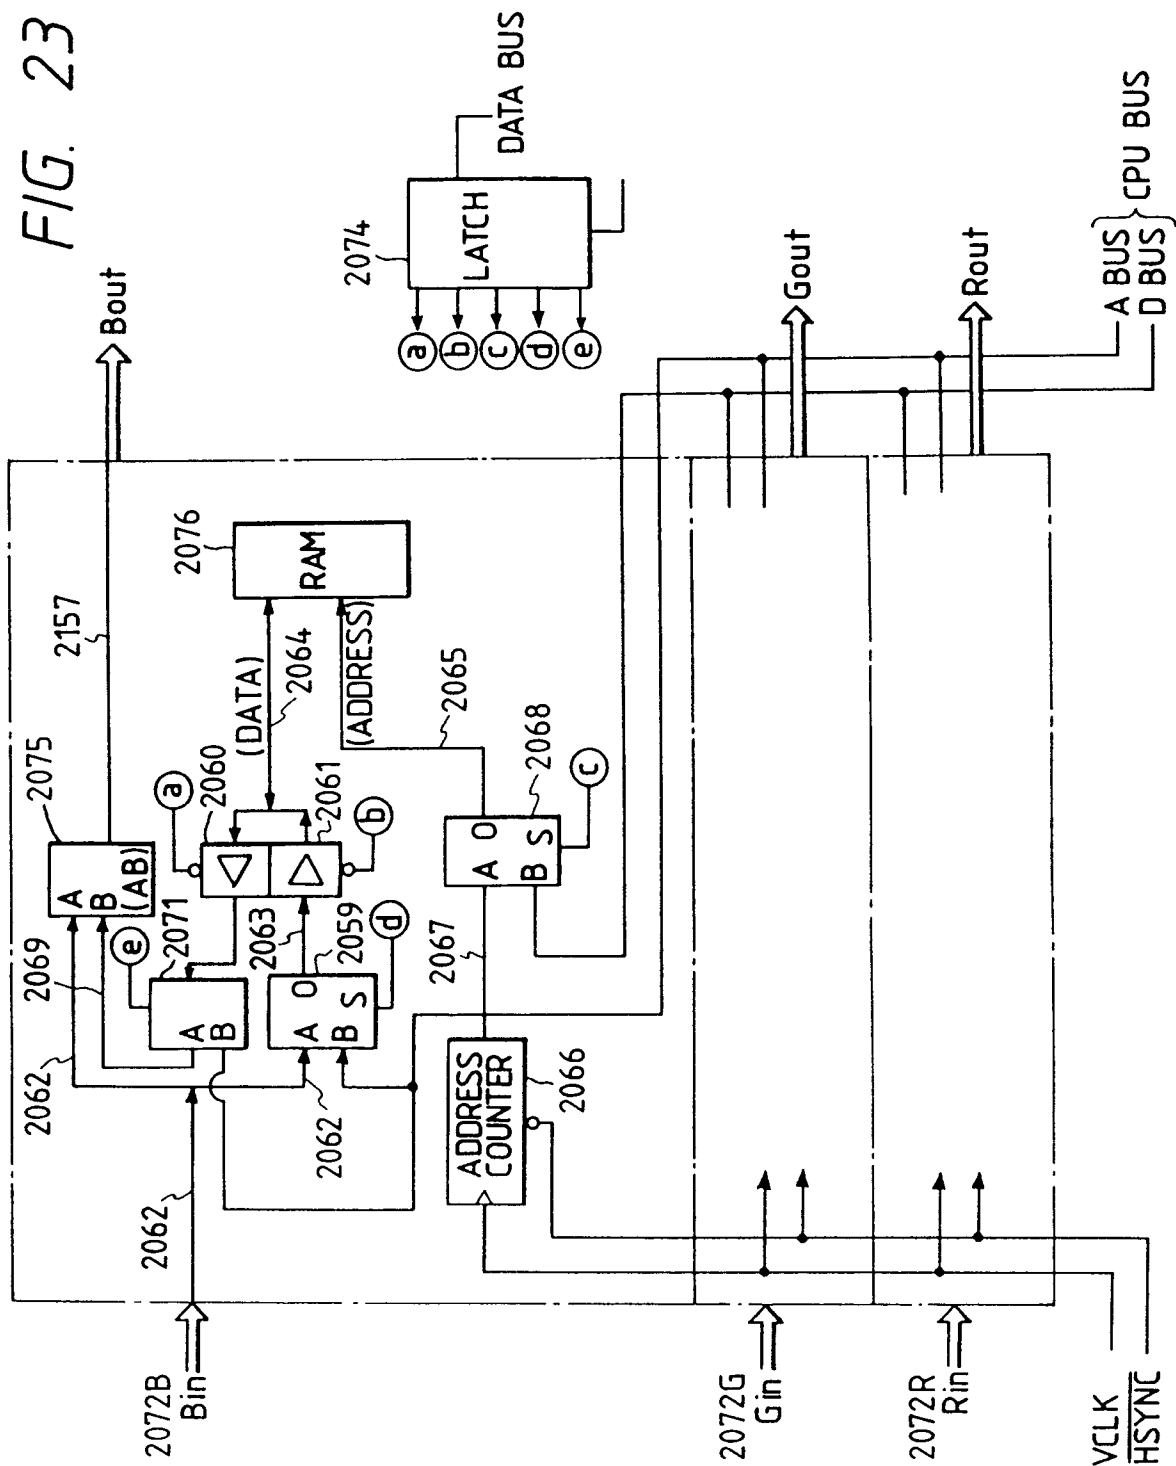 FIG. 23
2072B
Bin
2062
2062
2062
2069
2071
e
A
B
2075
A
B
(AB)
2157
Bout
a
2060
2061
b
2063
2059
A O
B S
d
(DATA)
2064
2076
RAM
(ADDRESS)
2065
2066
ADDRESS
COUNTER
2067
2068
A O
B S
c
2074
LATCH
a
b
c
d
e
DATA BUS
2072G
Gin
Gout
2072R
Rin
Rout
VCLK
HSYNC
A BUS
D BUS
CPU BUS